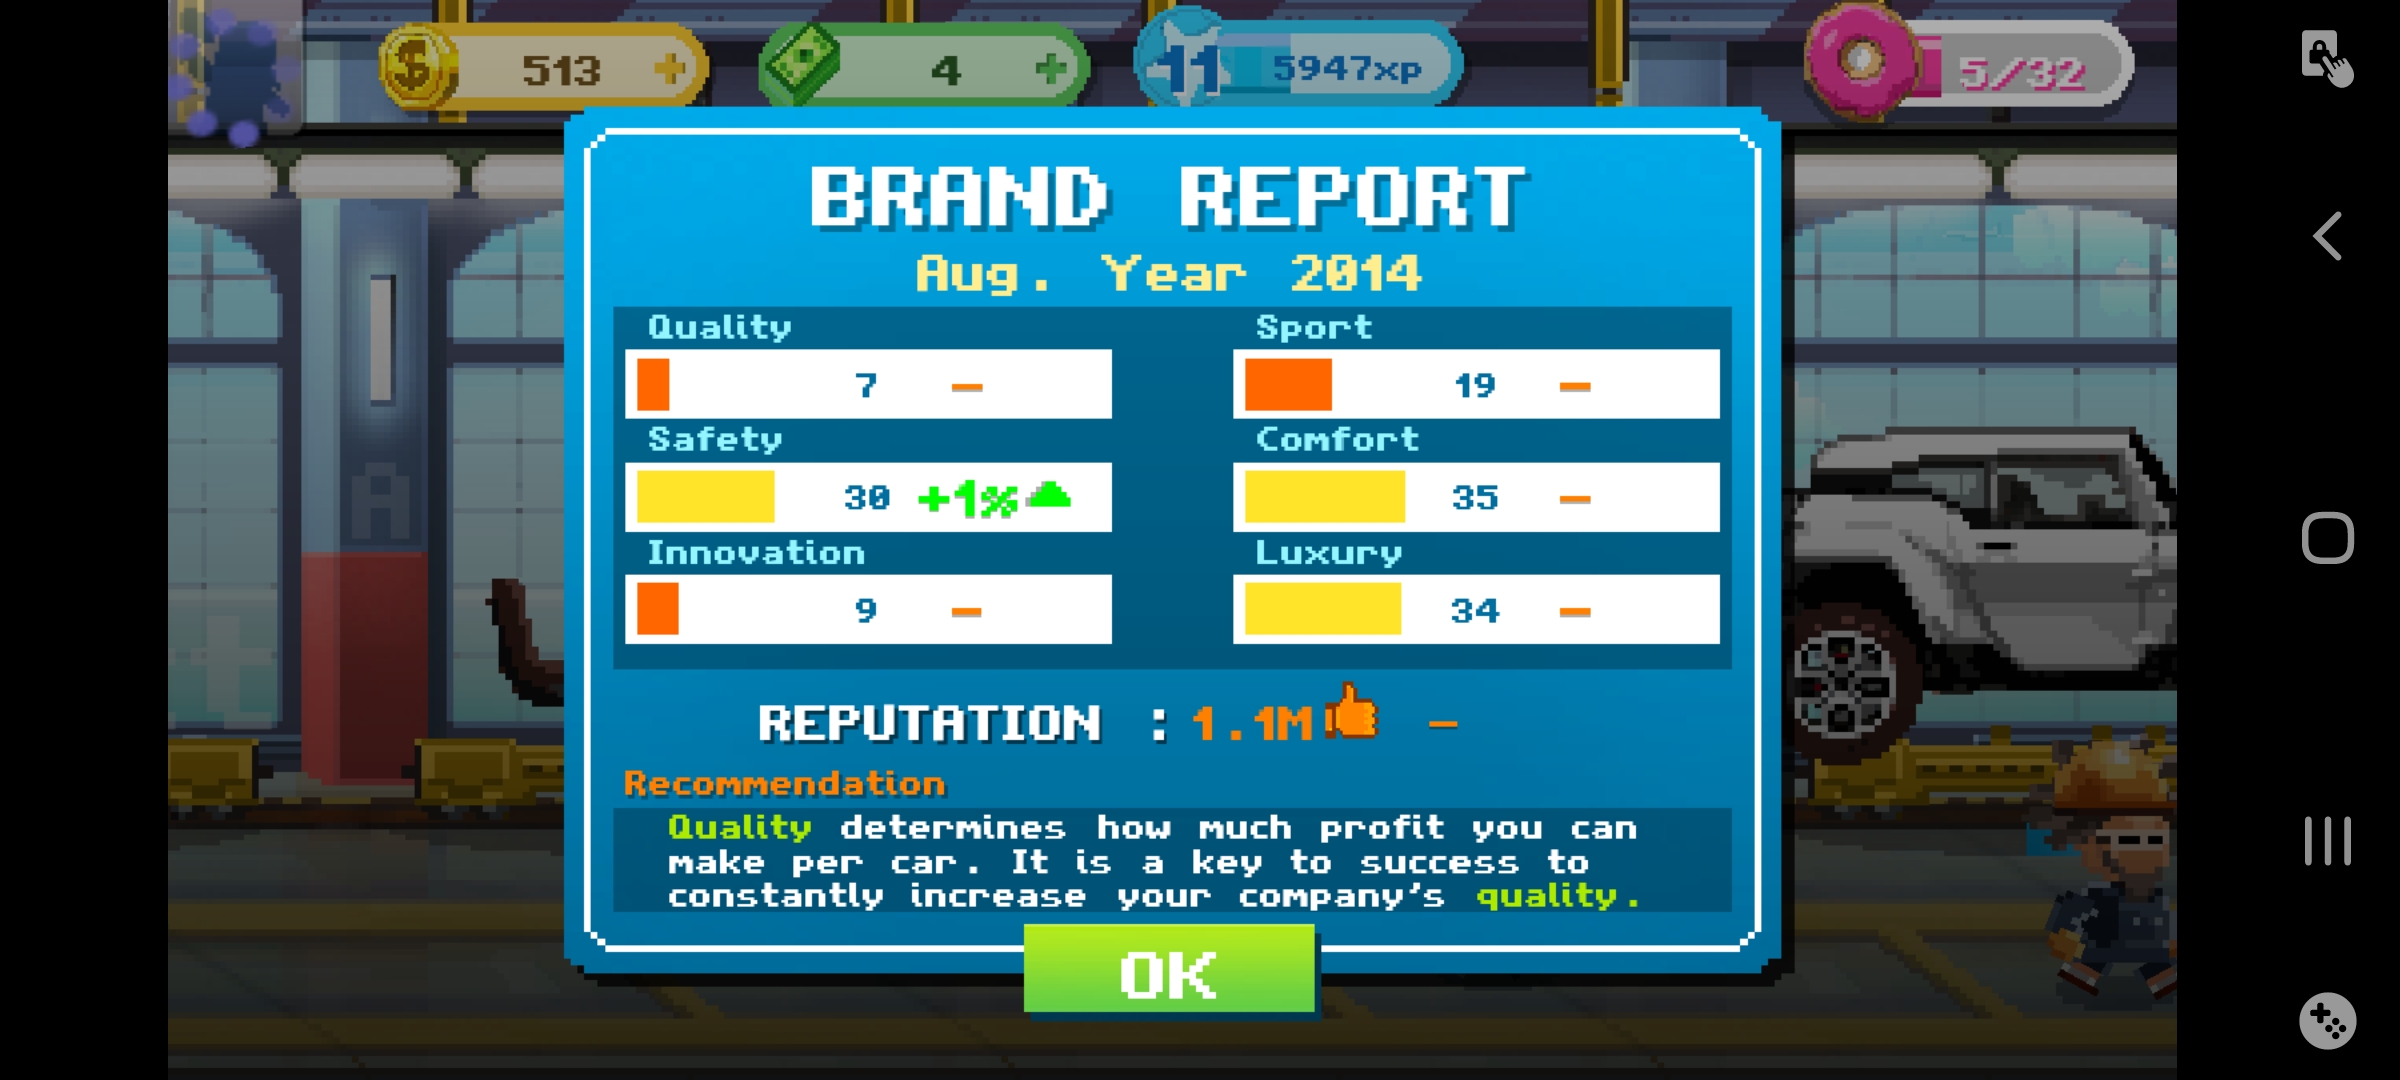 513 +
4 +
11 5947xp
5/32
BRAND REPORT
Aug. Year 2014
Quality
Sport
7 –
19 –
Safety
Comfort
30 +1%
35 –
Innovation
Luxury
9 –
34 –
REPUTATION : 1.1M –
Recommendation
Quality determines how much profit you can
make per car. It is a key to success to
constantly increase your company's quality.
OK
A